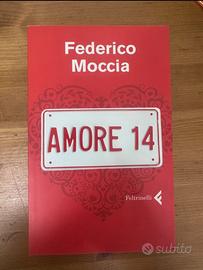 Federico
Moccia
AMORE 14
Feltrinelli
subito